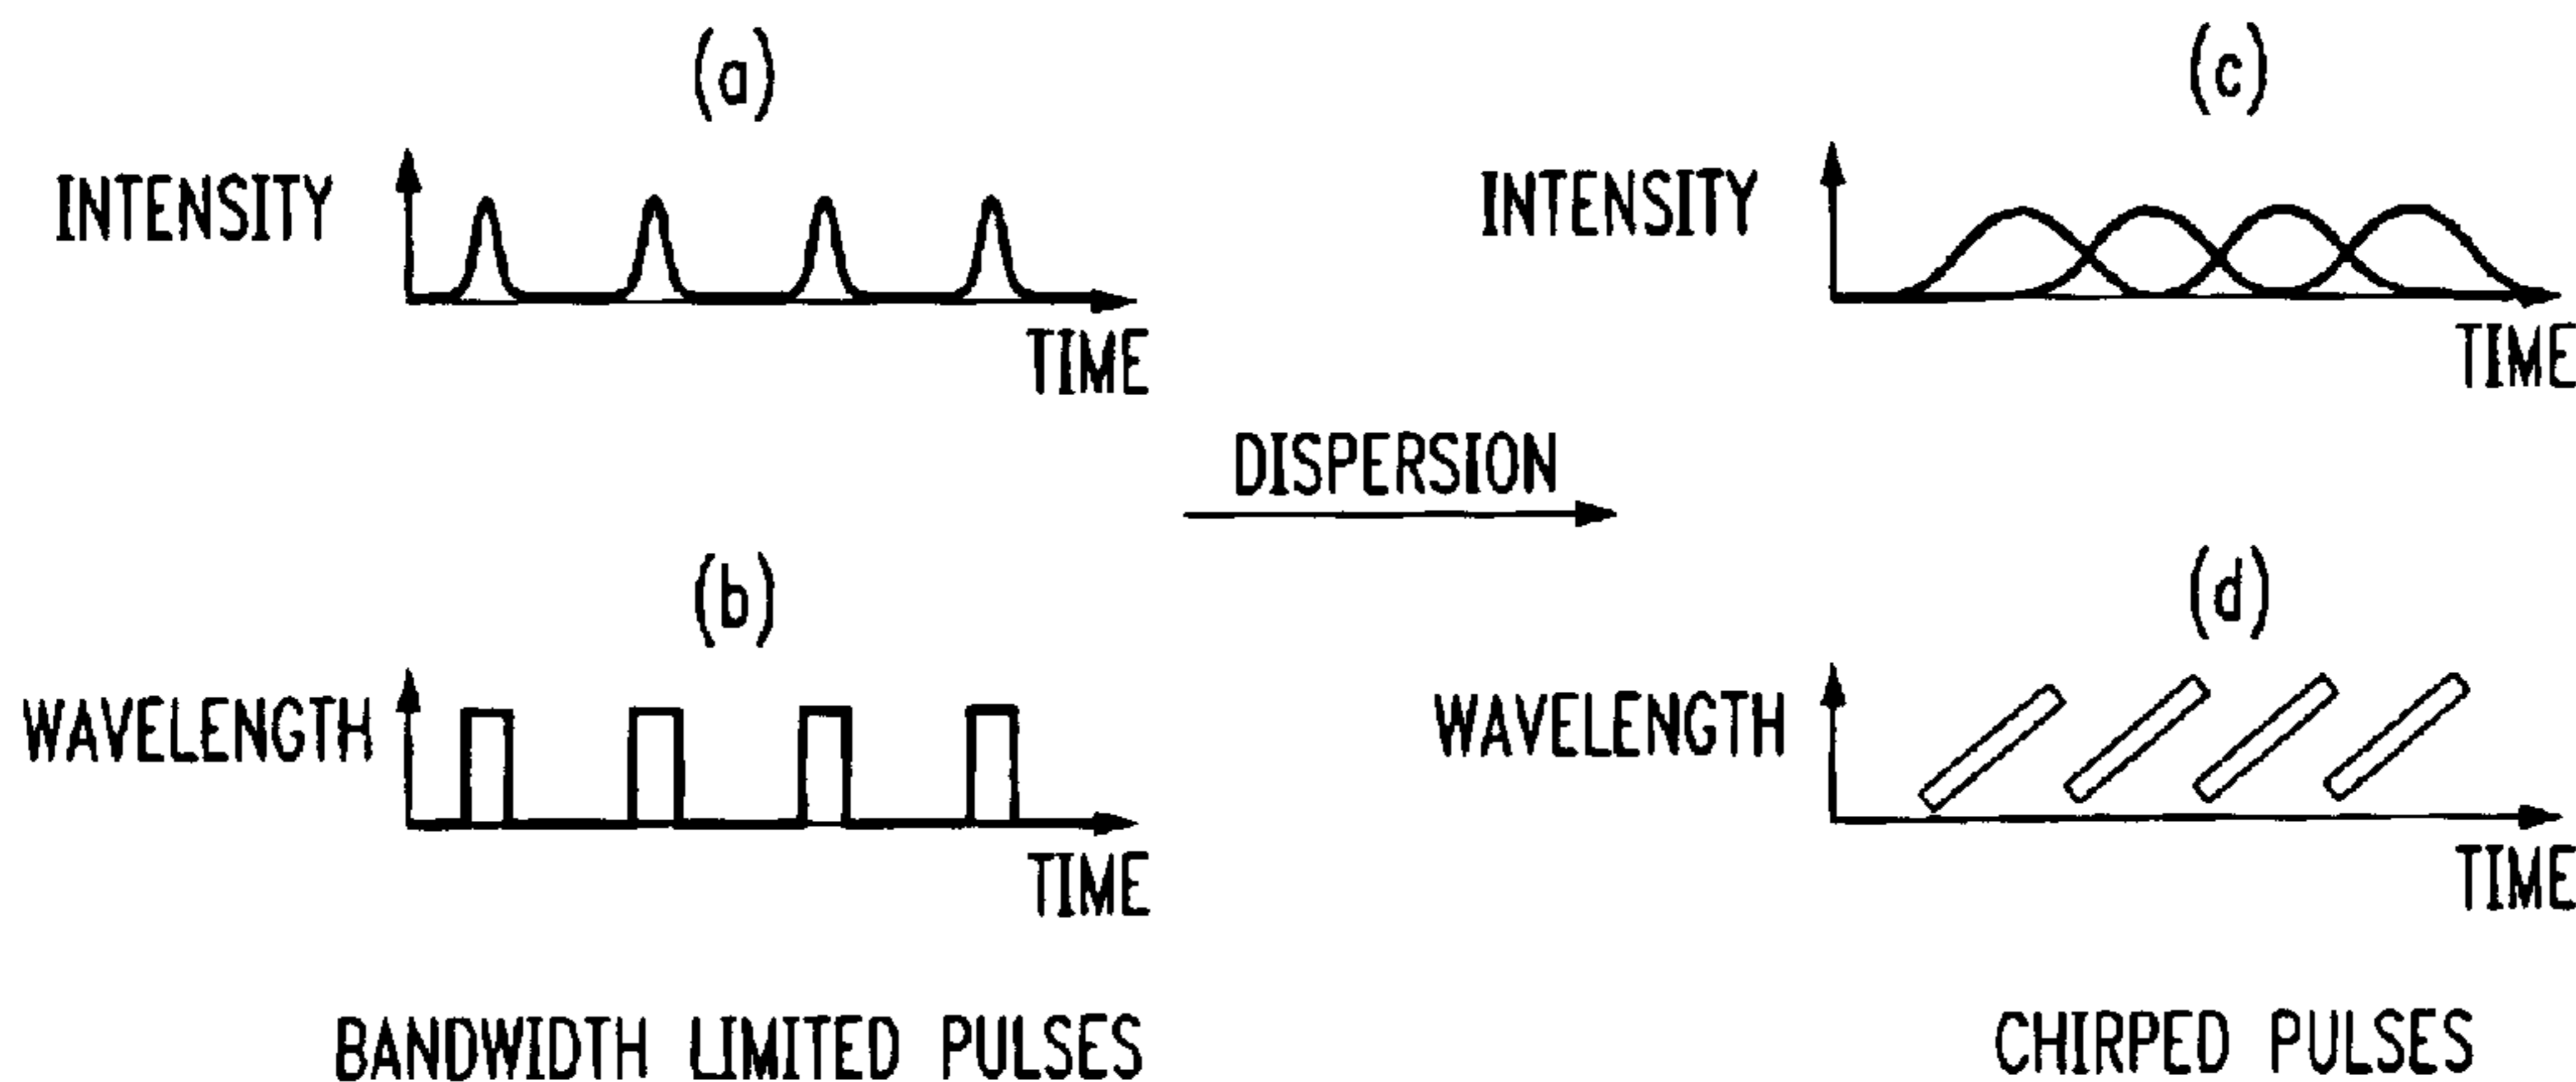 (a)
INTENSITY
TIME
(b)
WAVELENGTH
TIME
BANDWIDTH LIMITED PULSES
DISPERSION
(c)
INTENSITY
TIME
(d)
WAVELENGTH
TIME
CHIRPED PULSES